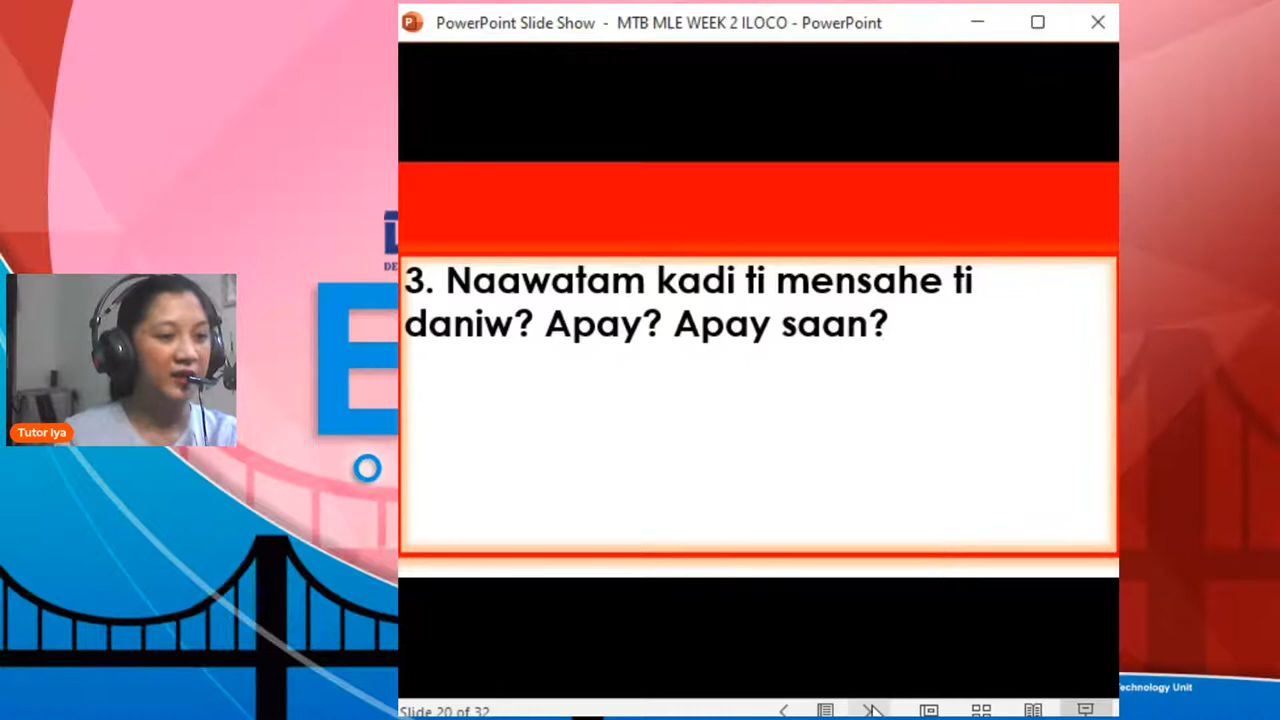 PowerPoint Slide Show - MTB MLE WEEK 2 ILOCO - PowerPoint
3. Naawatam kadi ti mensahe ti
daniw? Apay? Apay saan?
Tutor Iya
Technology Unit
Slide 20 of 32